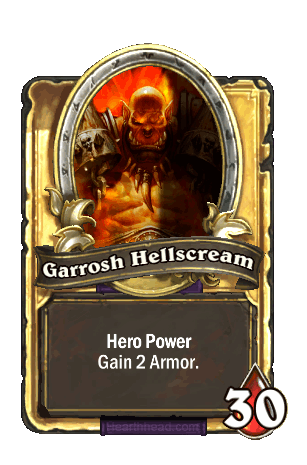 Garrosh Hellscream
Hero Power
Gain 2 Armor.
30
Hearthhead.com